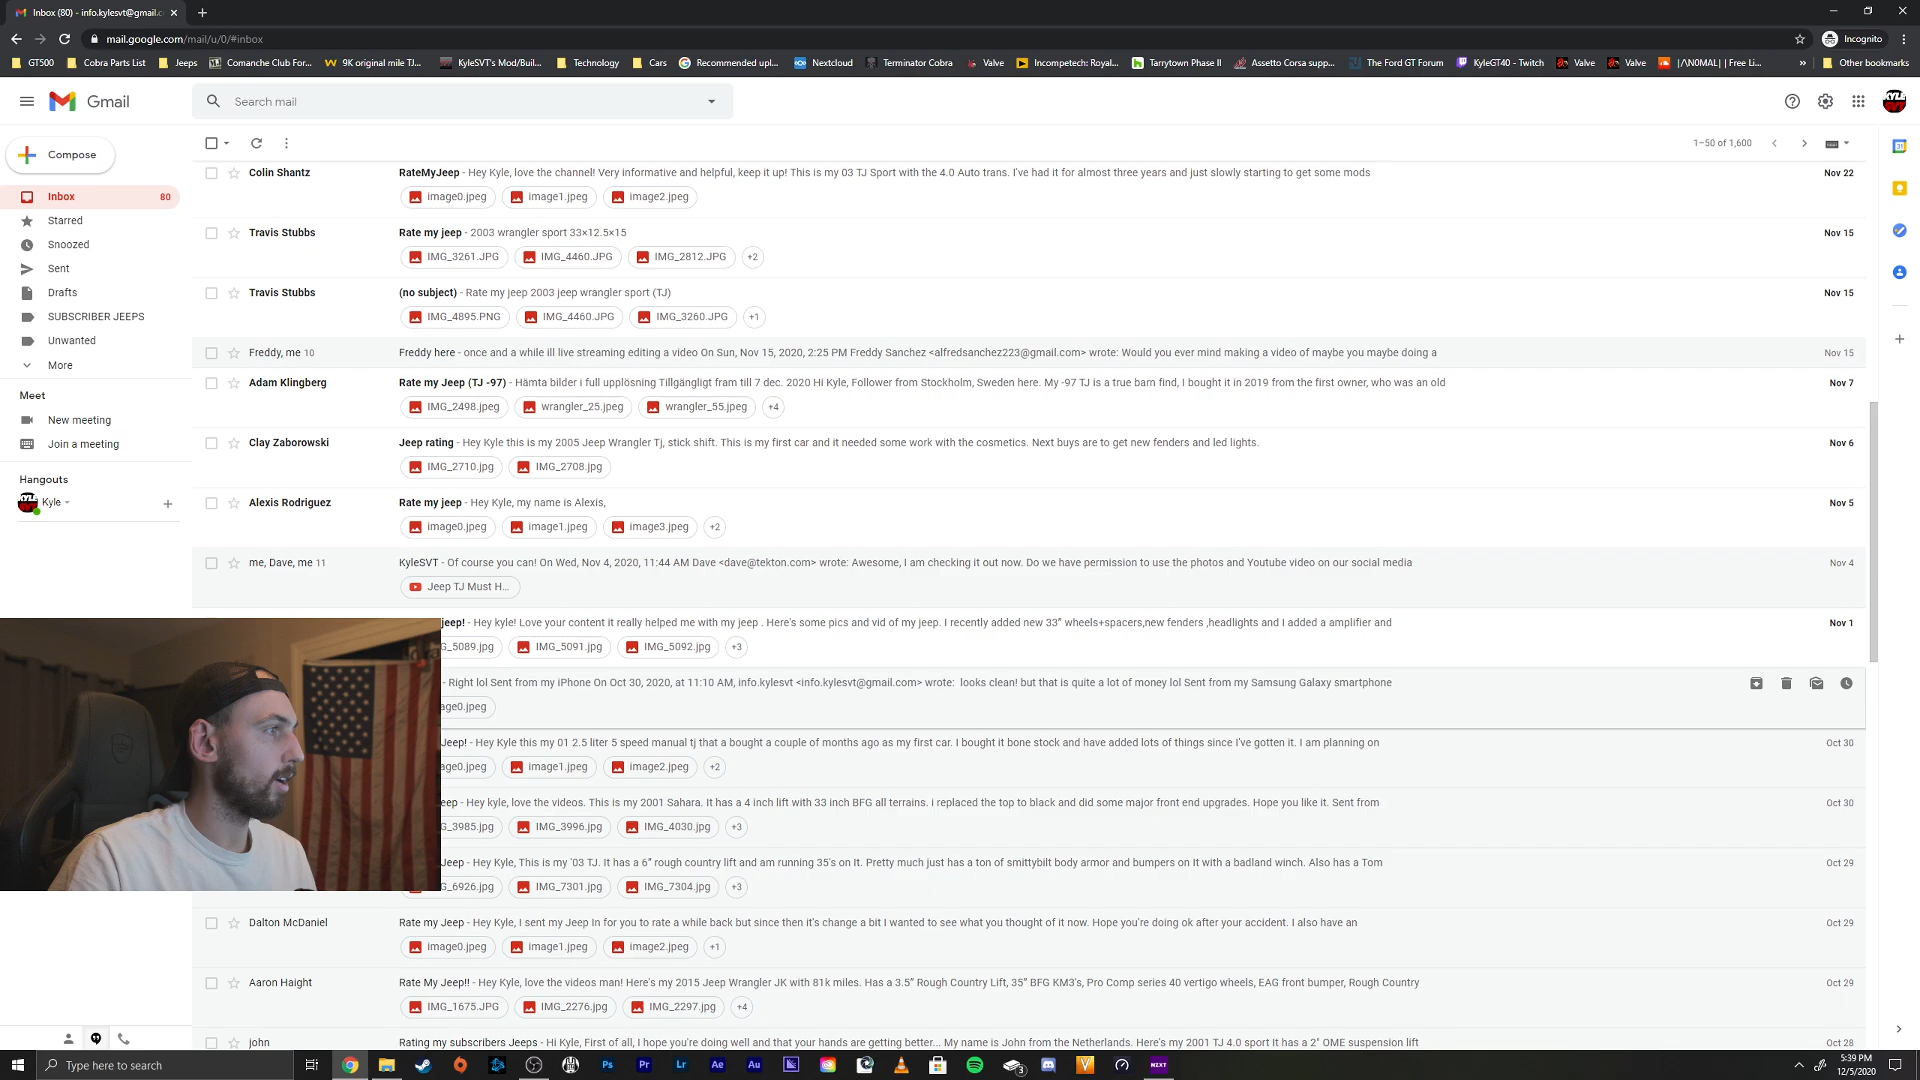 Inbox (80) - info.kylesvt@gmail.c
mail.google.com/mail/u/0/#inbox
Incognito
GT500
Cobra Parts List
Jeeps
Comanche Club For...
9K original mile TJ...
KyleSVT's Mod/Buil...
Technology
Cars
Recommended upl...
Nextcloud
Terminator Cobra
Valve
Incompetech: Royal...
Tarrytown Phase II
Assetto Corsa supp...
The Ford GT Forum
KyleGT40 - Twitch
Valve
Valve
|ΛN0MAL| | Free Li...
Other bookmarks
Gmail
Search mail
Compose
1–50 of 1,600
Inbox 80
Starred
Snoozed
Sent
Drafts
SUBSCRIBER JEEPS
Unwanted
More
Meet
New meeting
Join a meeting
Hangouts
Kyle
Colin Shantz RateMyJeep - Hey Kyle, love the channel! Very informative and helpful, keep it up! This is my 03 TJ Sport with the 4.0 Auto trans. I've had it for almost three years and just slowly starting to get some mods Nov 22
image0.jpeg image1.jpeg image2.jpeg
Travis Stubbs Rate my jeep - 2003 wrangler sport 33×12.5×15 Nov 15
IMG_3261.JPG IMG_4460.JPG IMG_2812.JPG +2
Travis Stubbs (no subject) - Rate my jeep 2003 jeep wrangler sport (TJ) Nov 15
IMG_4895.PNG IMG_4460.JPG IMG_3260.JPG +1
Freddy, me 10 Freddy here - once and a while ill live streaming editing a video On Sun, Nov 15, 2020, 2:25 PM Freddy Sanchez <alfredsanchez223@gmail.com> wrote: Would you ever mind making a video of maybe you maybe doing a Nov 15
Adam Klingberg Rate my Jeep (TJ -97) - Hämta bilder i full upplösning Tillgängligt fram till 7 dec. 2020 Hi Kyle, Follower from Stockholm, Sweden here. My -97 TJ is a true barn find, I bought it in 2019 from the first owner, who was an old Nov 7
IMG_2498.jpeg wrangler_25.jpeg wrangler_55.jpeg +4
Clay Zaborowski Jeep rating - Hey Kyle this is my 2005 Jeep Wrangler Tj, stick shift. This is my first car and it needed some work with the cosmetics. Next buys are to get new fenders and led lights. Nov 6
IMG_2710.jpg IMG_2708.jpg
Alexis Rodriguez Rate my jeep - Hey Kyle, my name is Alexis, Nov 5
image0.jpeg image1.jpeg image3.jpeg +2
me, Dave, me 11 KyleSVT - Of course you can! On Wed, Nov 4, 2020, 11:44 AM Dave <dave@tekton.com> wrote: Awesome, I am checking it out now. Do we have permission to use the photos and Youtube video on our social media Nov 4
Jeep TJ Must H...
jeep! - Hey kyle! Love your content it really helped me with my jeep . Here's some pics and vid of my jeep. I recently added new 33” wheels+spacers,new fenders ,headlights and I added a amplifier and Nov 1
G_5089.jpg IMG_5091.jpg IMG_5092.jpg +3
- Right lol Sent from my iPhone On Oct 30, 2020, at 11:10 AM, info.kylesvt <info.kylesvt@gmail.com> wrote: looks clean! but that is quite a lot of money lol Sent from my Samsung Galaxy smartphone
age0.jpeg
Jeep! - Hey Kyle this my 01 2.5 liter 5 speed manual tj that a bought a couple of months ago as my first car. I bought it bone stock and have added lots of things since I've gotten it. I am planning on Oct 30
age0.jpeg image1.jpeg image2.jpeg +2
eep - Hey kyle, love the videos. This is my 2001 Sahara. It has a 4 inch lift with 33 inch BFG all terrains. i replaced the top to black and did some major front end upgrades. Hope you like it. Sent from Oct 30
G_3985.jpg IMG_3996.jpg IMG_4030.jpg +3
Jeep - Hey Kyle, This is my '03 TJ. It has a 6” rough country lift and am running 35's on It. Pretty much just has a ton of smittybilt body armor and bumpers on It with a badland winch. Also has a Tom Oct 29
_6926.jpg IMG_7301.jpg IMG_7304.jpg +3
Dalton McDaniel Rate my Jeep - Hey Kyle, I sent my Jeep In for you to rate a while back but since then it's change a bit I wanted to see what you thought of it now. Hope you're doing ok after your accident. I also have an Oct 29
image0.jpeg image1.jpeg image2.jpeg +1
Aaron Haight Rate My Jeep!! - Hey Kyle, love the videos man! Here's my 2015 Jeep Wrangler JK with 81k miles. Has a 3.5” Rough Country Lift, 35” BFG KM3's, Pro Comp series 40 vertigo wheels, EAG front bumper, Rough Country Oct 29
IMG_1675.JPG IMG_2276.jpg IMG_2297.jpg +4
john Rating my subscribers Jeeps - Hi Kyle, First of all, I hope you're doing well and that your hands are getting better... My name is John from the Netherlands. Here's my 2001 TJ 4.0 sport It has a 2" OME suspension lift Oct 28
Type here to search
5:39 PM
12/5/2020